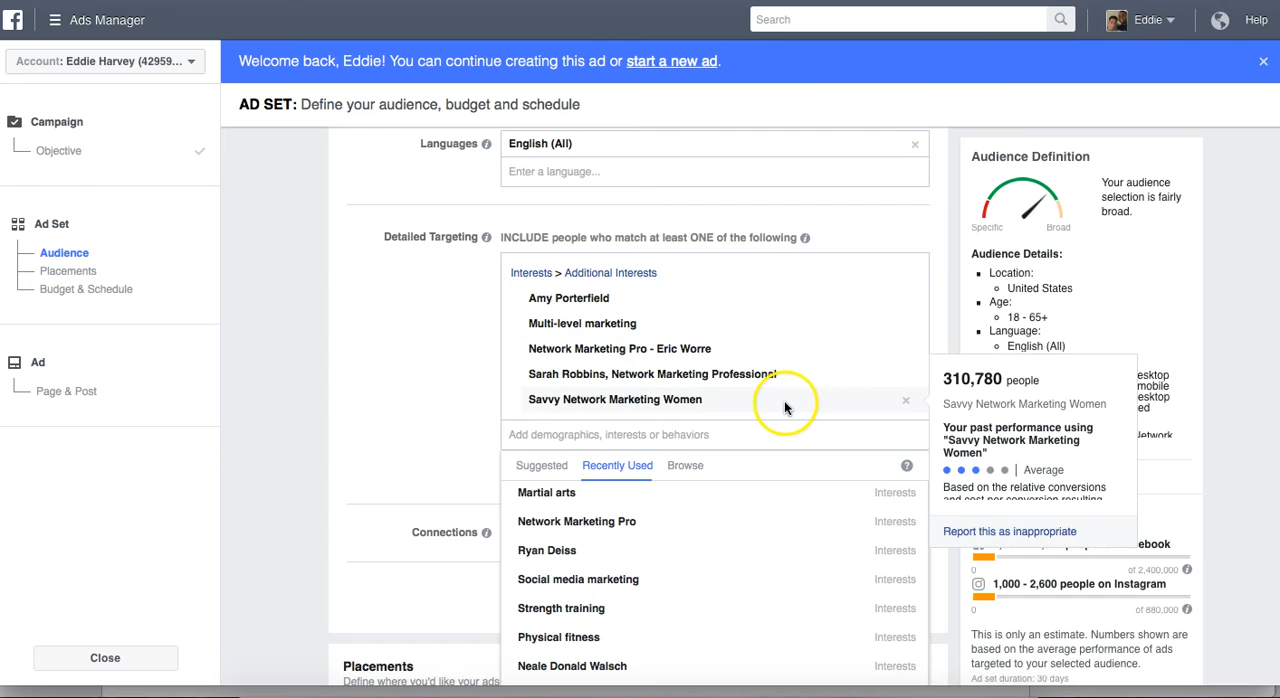 Ads Manager
Search
Eddie
Help
Account: Eddie Harvey (42959...
Welcome back, Eddie! You can continue creating this ad or start a new ad.
AD SET: Define your audience, budget and schedule
Campaign
Objective
Ad Set
Audience
Placements
Budget & Schedule
Ad
Page & Post
Close
Languages
English (All)
Enter a language...
Detailed Targeting
INCLUDE people who match at least ONE of the following
Interests > Additional Interests
Amy Porterfield
Multi-level marketing
Network Marketing Pro - Eric Worre
Sarah Robbins, Network Marketing Professional
Savvy Network Marketing Women
Add demographics, interests or behaviors
Suggested Recently Used Browse
Martial arts Interests
Network Marketing Pro Interests
Ryan Deiss Interests
Social media marketing Interests
Strength training Interests
Physical fitness Interests
Neale Donald Walsch Interests
Connections
Placements
Define where you'd like your ads
Audience Definition
Your audience
selection is fairly
broad.
Specific Broad
Audience Details:
Location:
United States
Age:
18 - 65+
Language:
English (All)
310,780 people
Savvy Network Marketing Women
Your past performance using
"Savvy Network Marketing
Women"
Average
Based on the relative conversions
and cost per conversion resulting
Report this as inappropriate
0 of 2,400,000
1,000 - 2,600 people on Instagram
0 of 880,000
This is only an estimate. Numbers shown are
based on the average performance of ads
targeted to your selected audience.
Ad set duration: 30 days